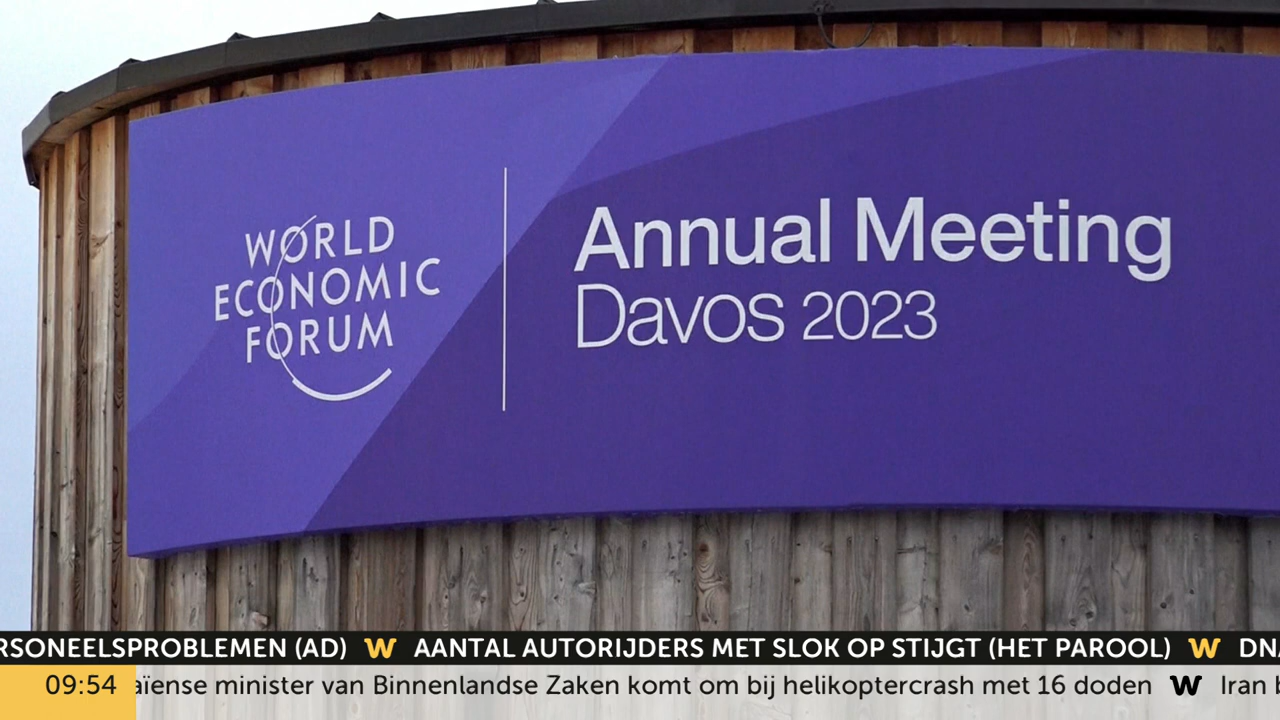 WORLD
ECONOMIC
FORUM
Annual Meeting
Davos 2023
RSONEELSPROBLEMEN (AD) W AANTAL AUTORIJDERS MET SLOK OP STIJGT (HET PAROOL) W DNA
09:54 aïense minister van Binnenlandse Zaken komt om bij helikoptercrash met 16 doden W Iran b